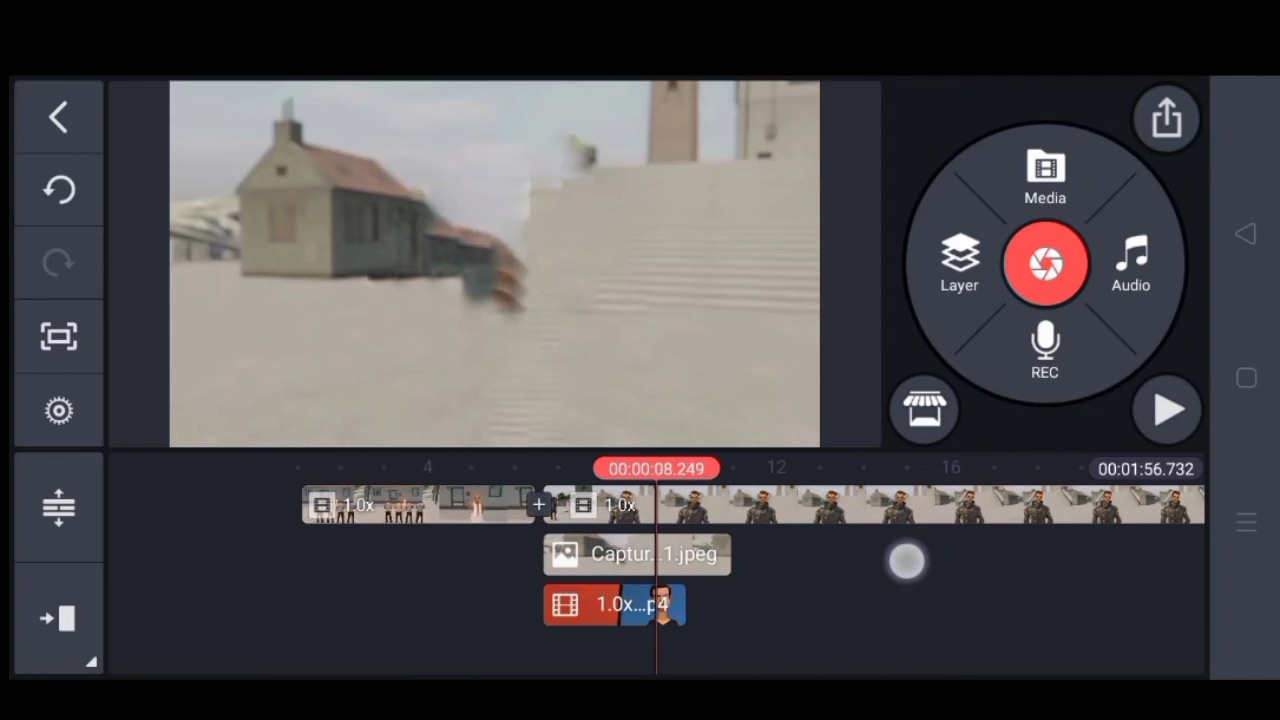 Media
Layer
Audio
REC
4
00:00:08.249
12
16
00:01:56.732
1.0x
1.0x
Captur...1.jpeg
1.0x...p4